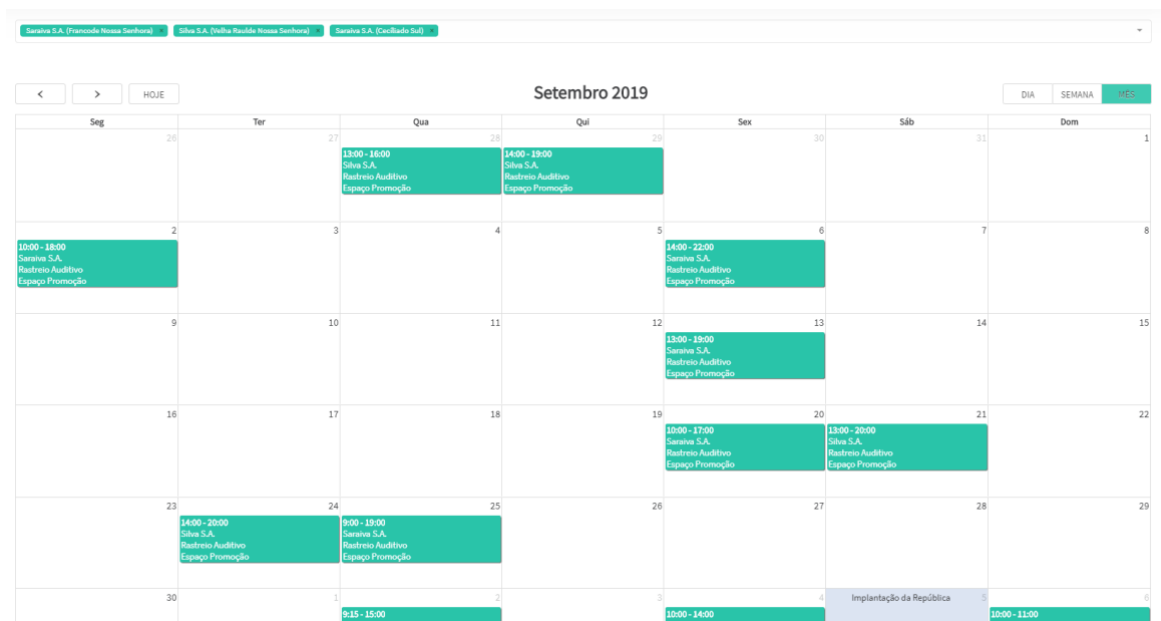 Saraiva S.A. (Francode Nossa Senhora) × Silva S.A. (Velha Raulde Nossa Senhora) × Saraiva S.A. (Ceciliado Sul) ×
< > HOJE Setembro 2019 DIA SEMANA MÊS
Seg Ter Qua Qui Sex Sáb Dom
26 27 28 29 30 31 1
13:00 - 16:00
Silva S.A.
Rastreio Auditivo
Espaço Promoção
14:00 - 19:00
Silva S.A.
Rastreio Auditivo
Espaço Promoção
2 3 4 5 6 7 8
10:00 - 18:00
Saraiva S.A.
Rastreio Auditivo
Espaço Promoção
14:00 - 22:00
Saraiva S.A.
Rastreio Auditivo
Espaço Promoção
9 10 11 12 13 14 15
13:00 - 19:00
Saraiva S.A.
Rastreio Auditivo
Espaço Promoção
16 17 18 19 20 21 22
10:00 - 17:00
Saraiva S.A.
Rastreio Auditivo
Espaço Promoção
13:00 - 20:00
Silva S.A.
Rastreio Auditivo
Espaço Promoção
23 24 25 26 27 28 29
14:00 - 20:00
Silva S.A.
Rastreio Auditivo
Espaço Promoção
9:00 - 19:00
Saraiva S.A.
Rastreio Auditivo
Espaço Promoção
30 1 2 3 4 Implantação da República 5 6
9:15 - 15:00
10:00 - 14:00
10:00 - 11:00